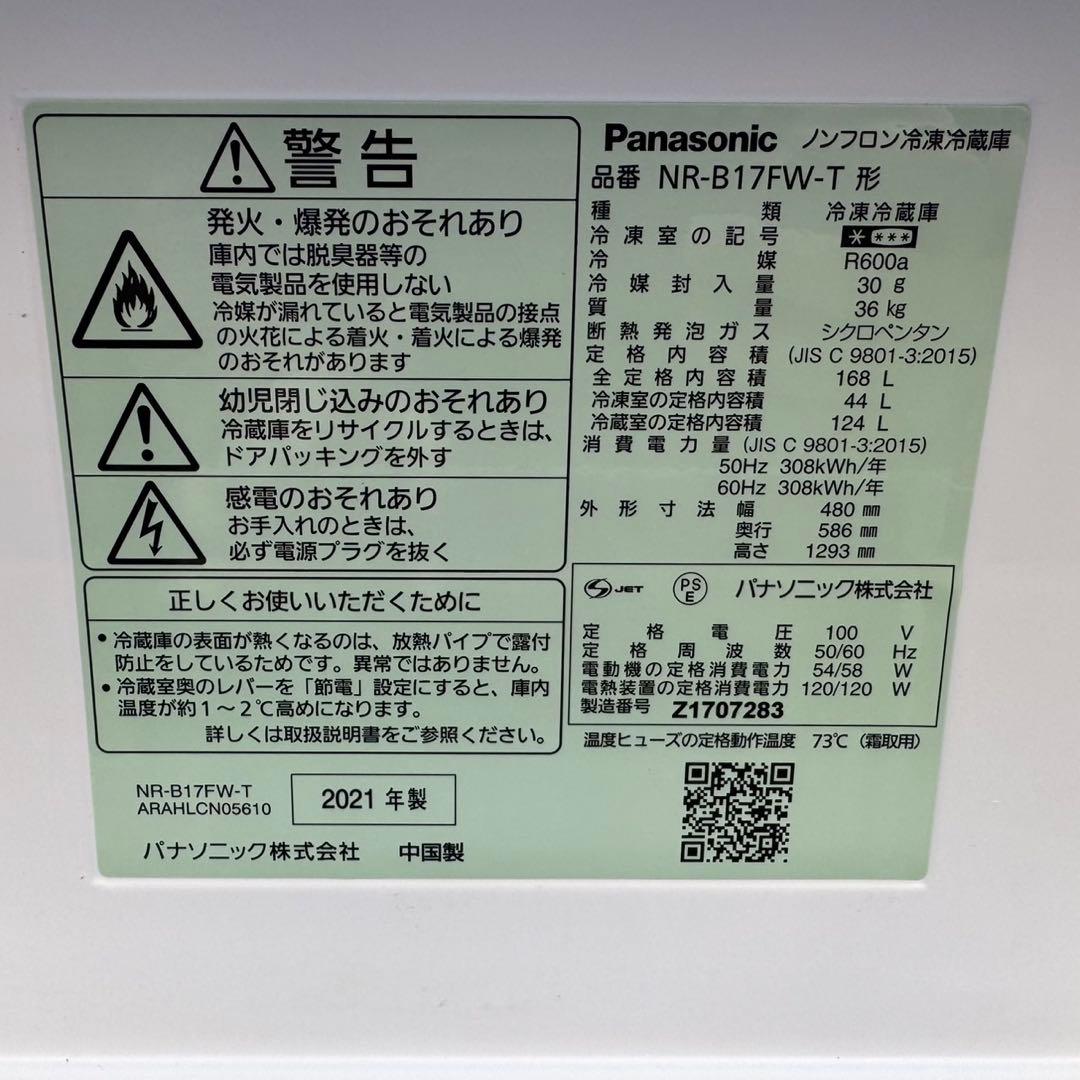 警告
発火・爆発のおそれあり
庫内では脱臭器等の
電気製品を使用しない
冷媒が漏れていると電気製品の接点
の火花による着火・着火による爆発
のおそれがあります
幼児閉じ込みのおそれあり
冷蔵庫をリサイクルするときは、
ドアパッキングを外す
感電のおそれあり
お手入れのときは、
必ず電源プラグを抜く
正しくお使いいただくために
• 冷蔵庫の表面が熱くなるのは、放熱パイプで露付
防止をしているためです。異常ではありません。
• 冷蔵室奥のレバーを「節電」設定にすると、庫内
温度が約1～2℃高めになります。
詳しくは取扱説明書をご参照ください。
NR-B17FW-T
ARAHLCN05610
2021 年製
パナソニック株式会社 中国製
Panasonic ノンフロン冷凍冷蔵庫
品番 NR-B17FW-T 形
種類 冷凍冷蔵庫
冷凍室の記号 * ***
冷媒 R600a
冷媒封入量 30 g
質量 36 kg
断熱発泡ガス シクロペンタン
定格内容積 (JIS C 9801-3:2015)
全定格内容積 168 L
冷凍室の定格内容積 44 L
冷蔵室の定格内容積 124 L
消費電力量 (JIS C 9801-3:2015)
50Hz 308kWh/年
60Hz 308kWh/年
外形寸法 幅 480 mm
奥行 586 mm
高さ 1293 mm
S JET PS E パナソニック株式会社
定格電圧 100 V
定格周波数 50/60 Hz
電動機の定格消費電力 54/58 W
電熱装置の定格消費電力 120/120 W
製造番号 Z1707283
温度ヒューズの定格動作温度 73℃ (霜取用)